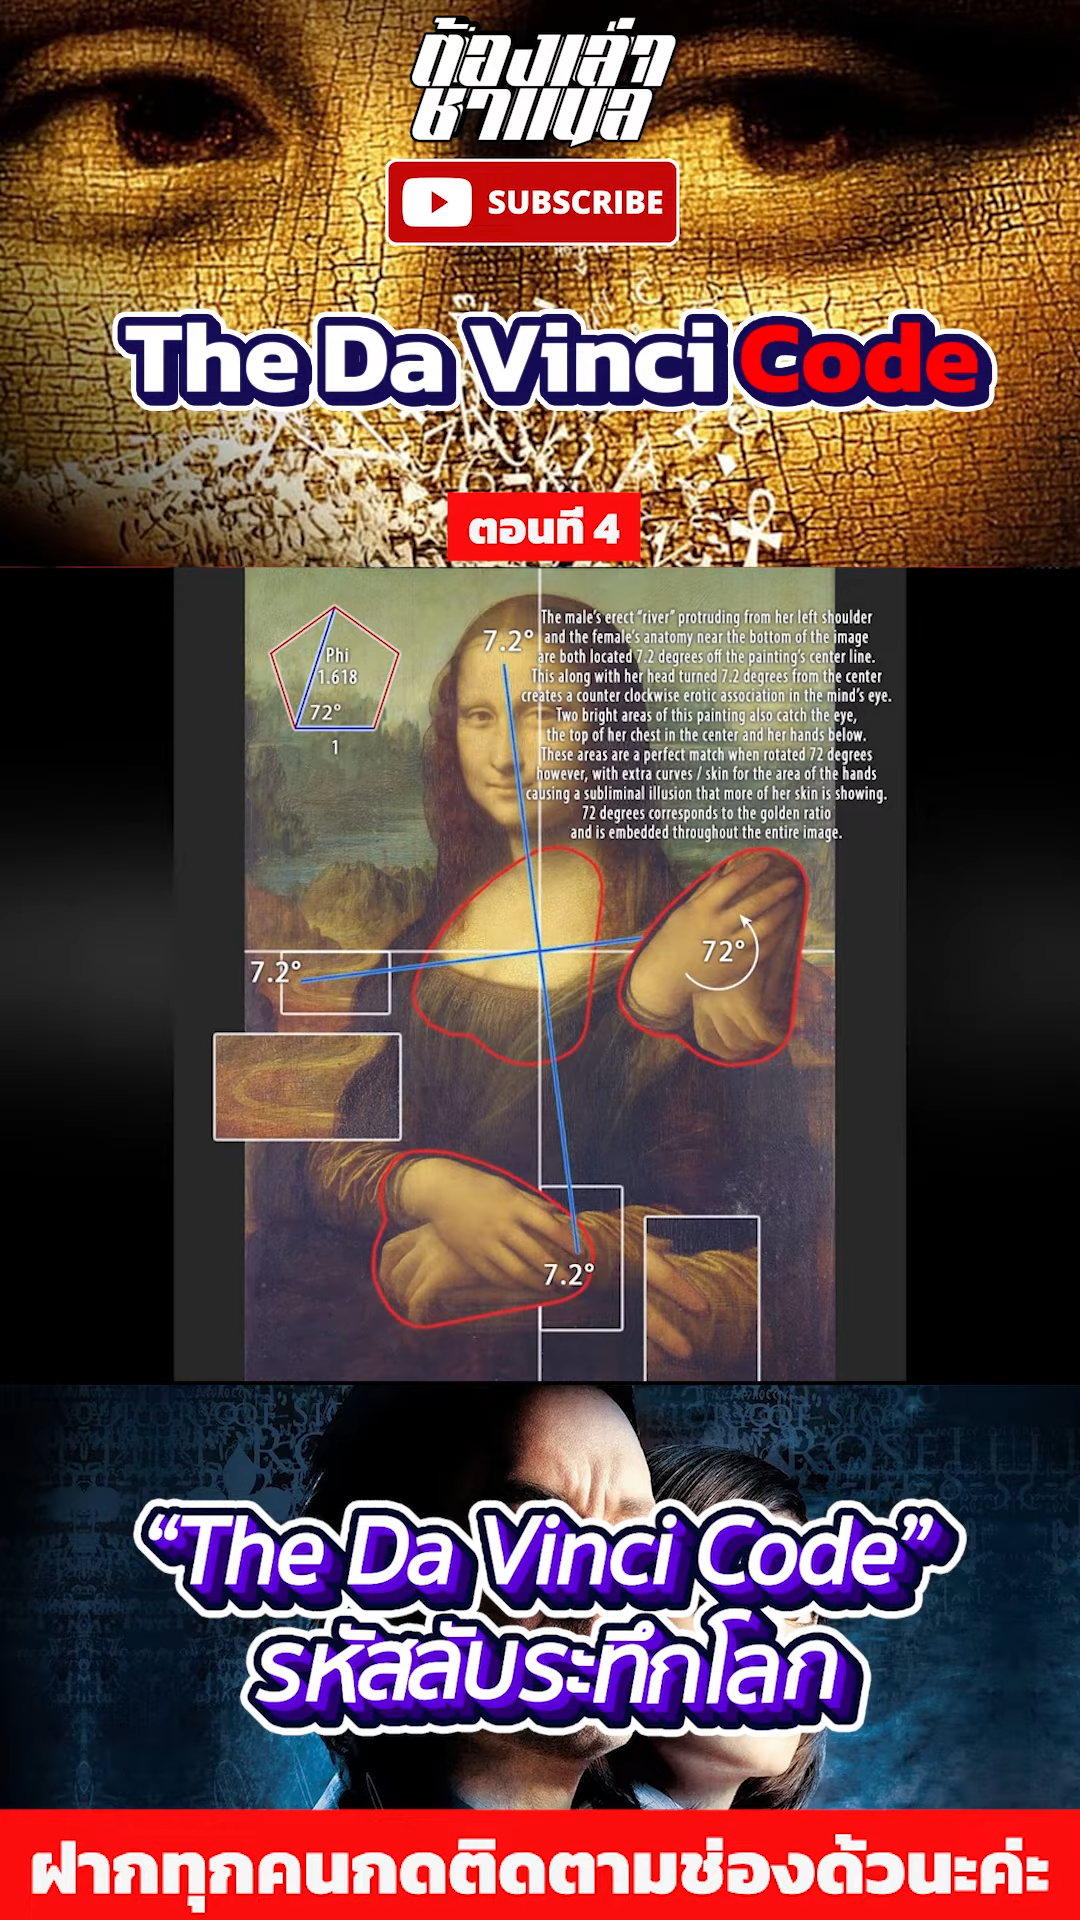 ต้องเล่า
ชาแนล
SUBSCRIBE
The Da Vinci Code
ตอนที่ 4
The male's erect "river" protruding from her left shoulder
and the female's anatomy near the bottom of the image
are both located 7.2 degrees off the painting's center line.
This along with her head turned 7.2 degrees from the center
creates a counter clockwise erotic association in the mind's eye.
Two bright areas of this painting also catch the eye,
the top of her chest in the center and her hands below.
These areas are a perfect match when rotated 72 degrees
however, with extra curves / skin for the area of the hands
causing a subliminal illusion that more of her skin is showing.
72 degrees corresponds to the golden ratio
and is embedded throughout the entire image.
7.2°
Phi
1.618
72°
1
72°
7.2°
7.2°
"The Da Vinci Code"
รหัสลับระทึกโลก
ฝากทุกคนกดติดตามช่องด้วนะค่ะ